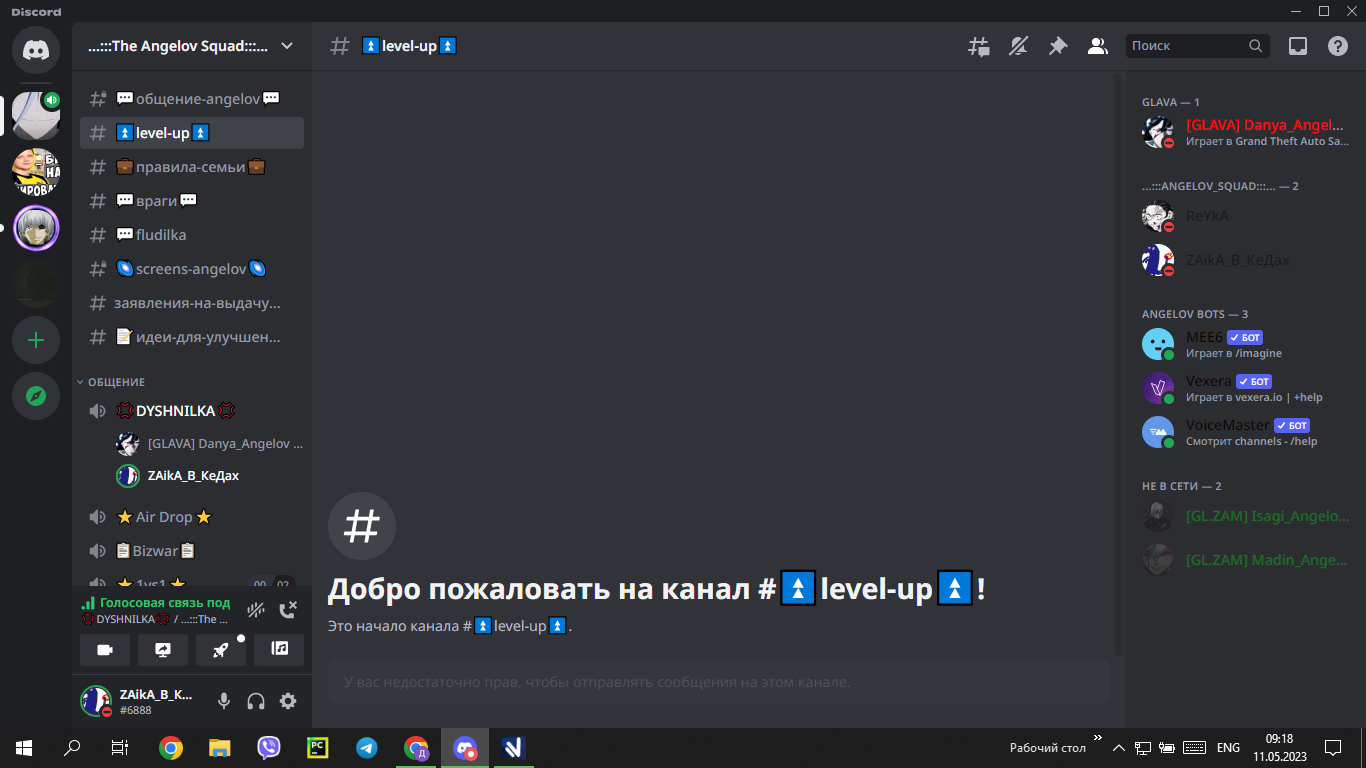 Discord
...:::The Angelov Squad:::...
💬общение-angelov💬
⏫level-up⏫
💼правила-семьи💼
💬враги💬
💬fludilka
screens-angelov
заявления-на-выдачу...
📝идеи-для-улучшен...
ОБЩЕНИЕ
💢DYSHNILKA💢
[GLAVA] Danya_Angelov ...
ZAikA_B_KeДах
⭐Air Drop⭐
📋Bizwar📋
⭐1vs1⭐
00 02
Голосовая связь под
💢DYSHNILKA💢 / ...:::The ...
ZAikA_B_K...
#6888
⏫level-up⏫
Поиск
Добро пожаловать на канал #⏫level-up⏫!
Это начало канала #⏫level-up⏫.
У вас недостаточно прав, чтобы отправлять сообщения на этом канале.
GLAVA — 1
[GLAVA] Danya_Angel...
Играет в Grand Theft Auto Sa...
...:::ANGELOV_SQUAD:::... — 2
ReYkA
ZAikA_B_KeДах
ANGELOV BOTS — 3
MEE6 ✓ БОТ
Играет в /imagine
Vexera ✓ БОТ
Играет в vexera.io | +help
VoiceMaster ✓ БОТ
Смотрит channels - /help
НЕ В СЕТИ — 2
[GL.ZAM] Isagi_Angelo...
[GL.ZAM] Madin_Ange...
PC
Д
Рабочий стол
ENG
09:18
11.05.2023